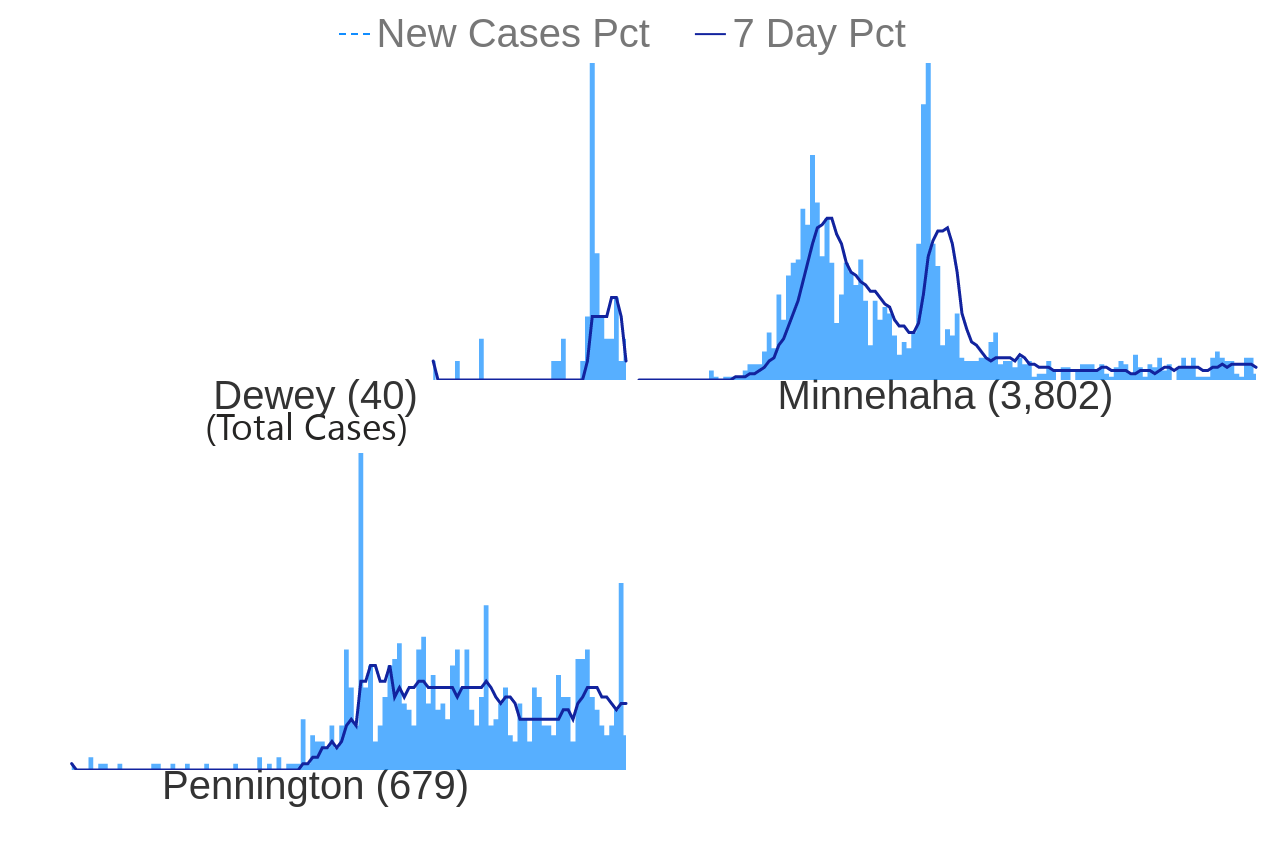 New Cases Pct 7 Day Pct
Dewey (40)
(Total Cases)
Minnehaha (3,802)
Pennington (679)